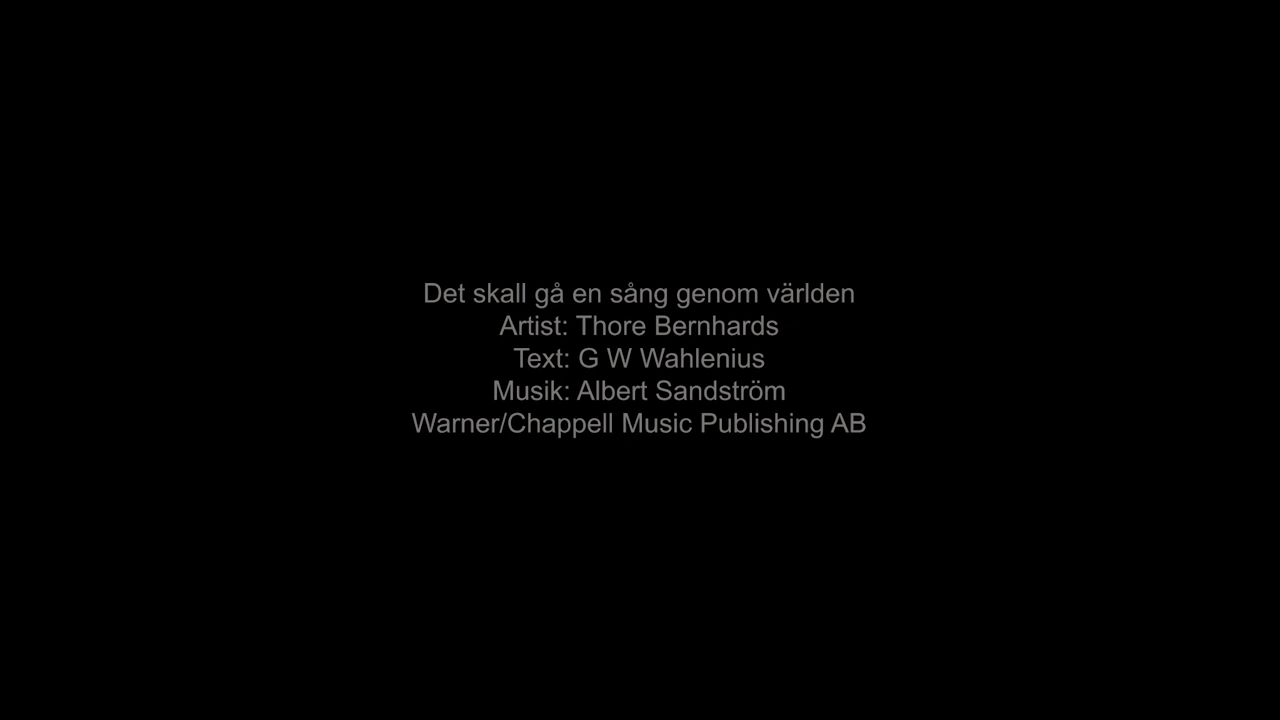 Det skall gå en sång genom världen
Artist: Thore Bernhards
Text: G W Wahlenius
Musik: Albert Sandström
Warner/Chappell Music Publishing AB